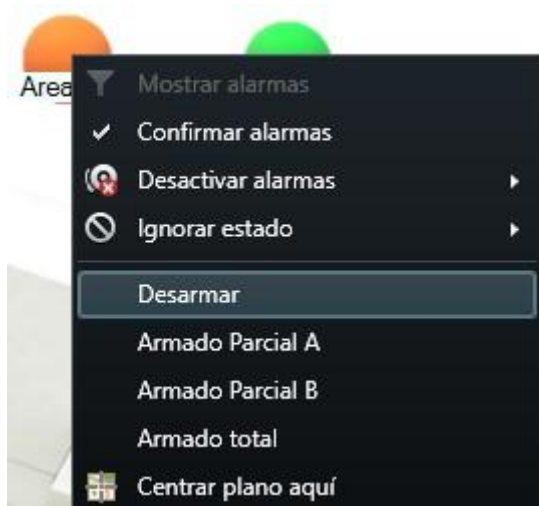 Area
Mostrar alarmas
Confirmar alarmas
Desactivar alarmas
Ignorar estado
Desarmar
Armado Parcial A
Armado Parcial B
Armado total
Centrar plano aquí